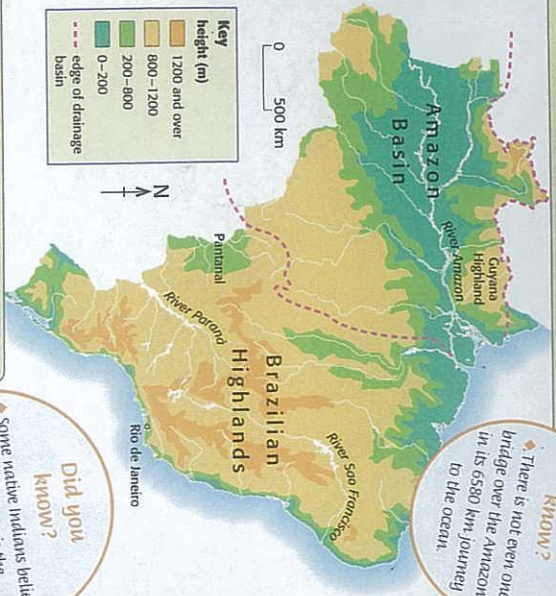 Amazon
Basin
River Amazon
Guyana
Highland
Pantanal
River Paraná
Brazilian
Highlands
River Sao Francisco
Rio de Janeiro
N
0 500 km
Key
height (m)
1200 and over
800–1200
200–800
0–200
edge of drainage
basin
know?
There is not even one
bridge over the Amazon
in its 6580 km journey
to the ocean.
Did you
know?
Some native Indians